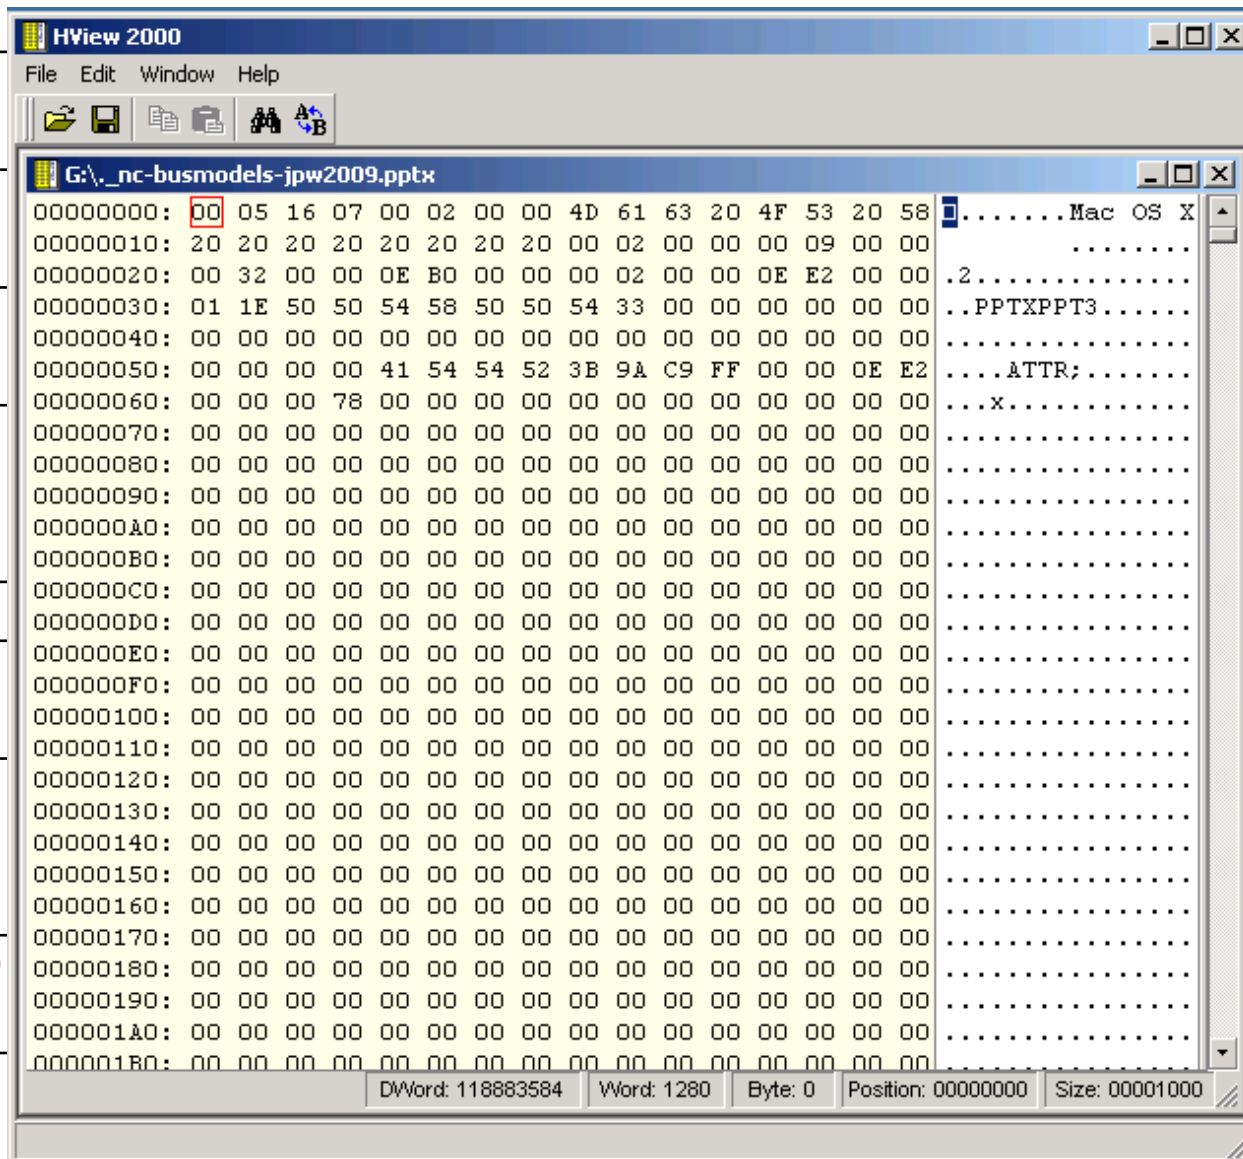 HView 2000
File Edit Window Help
G:\._nc-busmodels-jpw2009.pptx
00000000: 00 05 16 07 00 02 00 00 4D 61 63 20 4F 53 20 58 ........Mac OS X
00000010: 20 20 20 20 20 20 20 20 00 02 00 00 00 09 00 00 ........
00000020: 00 32 00 00 0E B0 00 00 00 02 00 00 0E E2 00 00 .2..............
00000030: 01 1E 50 50 54 58 50 50 54 33 00 00 00 00 00 00 ..PPTXPPT3......
00000040: 00 00 00 00 00 00 00 00 00 00 00 00 00 00 00 00 ................
00000050: 00 00 00 00 41 54 54 52 3B 9A C9 FF 00 00 0E E2 ....ATTR;.......
00000060: 00 00 00 78 00 00 00 00 00 00 00 00 00 00 00 00 ...x............
00000070: 00 00 00 00 00 00 00 00 00 00 00 00 00 00 00 00 ................
00000080: 00 00 00 00 00 00 00 00 00 00 00 00 00 00 00 00 ................
00000090: 00 00 00 00 00 00 00 00 00 00 00 00 00 00 00 00 ................
000000A0: 00 00 00 00 00 00 00 00 00 00 00 00 00 00 00 00 ................
000000B0: 00 00 00 00 00 00 00 00 00 00 00 00 00 00 00 00 ................
000000C0: 00 00 00 00 00 00 00 00 00 00 00 00 00 00 00 00 ................
000000D0: 00 00 00 00 00 00 00 00 00 00 00 00 00 00 00 00 ................
000000E0: 00 00 00 00 00 00 00 00 00 00 00 00 00 00 00 00 ................
000000F0: 00 00 00 00 00 00 00 00 00 00 00 00 00 00 00 00 ................
00000100: 00 00 00 00 00 00 00 00 00 00 00 00 00 00 00 00 ................
00000110: 00 00 00 00 00 00 00 00 00 00 00 00 00 00 00 00 ................
00000120: 00 00 00 00 00 00 00 00 00 00 00 00 00 00 00 00 ................
00000130: 00 00 00 00 00 00 00 00 00 00 00 00 00 00 00 00 ................
00000140: 00 00 00 00 00 00 00 00 00 00 00 00 00 00 00 00 ................
00000150: 00 00 00 00 00 00 00 00 00 00 00 00 00 00 00 00 ................
00000160: 00 00 00 00 00 00 00 00 00 00 00 00 00 00 00 00 ................
00000170: 00 00 00 00 00 00 00 00 00 00 00 00 00 00 00 00 ................
00000180: 00 00 00 00 00 00 00 00 00 00 00 00 00 00 00 00 ................
00000190: 00 00 00 00 00 00 00 00 00 00 00 00 00 00 00 00 ................
000001A0: 00 00 00 00 00 00 00 00 00 00 00 00 00 00 00 00 ................
000001B0: 00 00 00 00 00 00 00 00 00 00 00 00 00 00 00 00 ................
DWord: 118883584 Word: 1280 Byte: 0 Position: 00000000 Size: 00001000